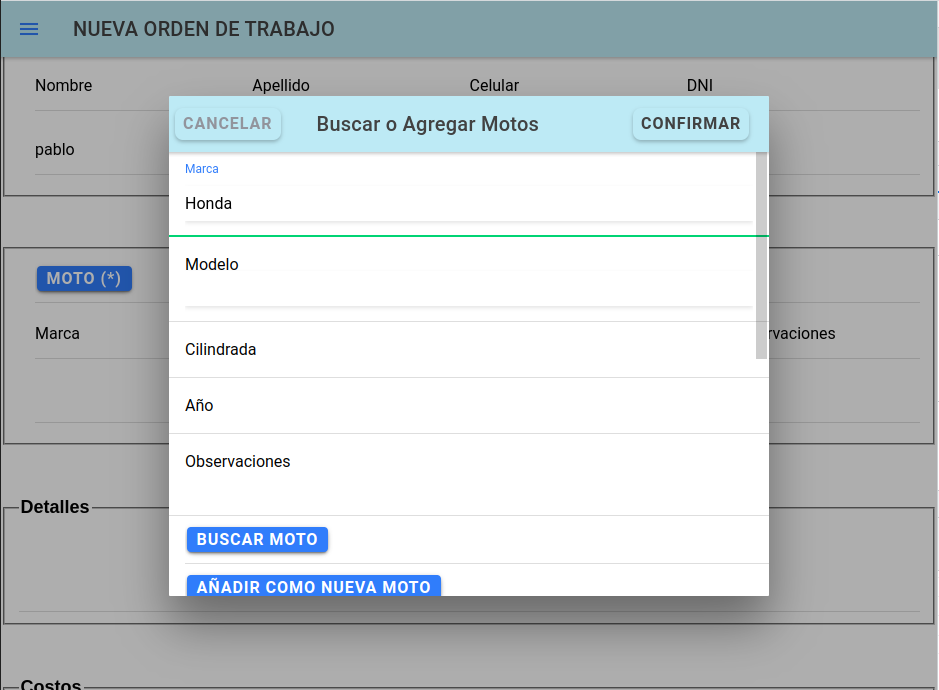 NUEVA ORDEN DE TRABAJO
Nombre Apellido Celular DNI
CANCELAR Buscar o Agregar Motos CONFIRMAR
pablo
Marca
Honda
Modelo
MOTO (*)
Marca rvaciones
Cilindrada
Año
Observaciones
Detalles
BUSCAR MOTO
AÑADIR COMO NUEVA MOTO
Costos